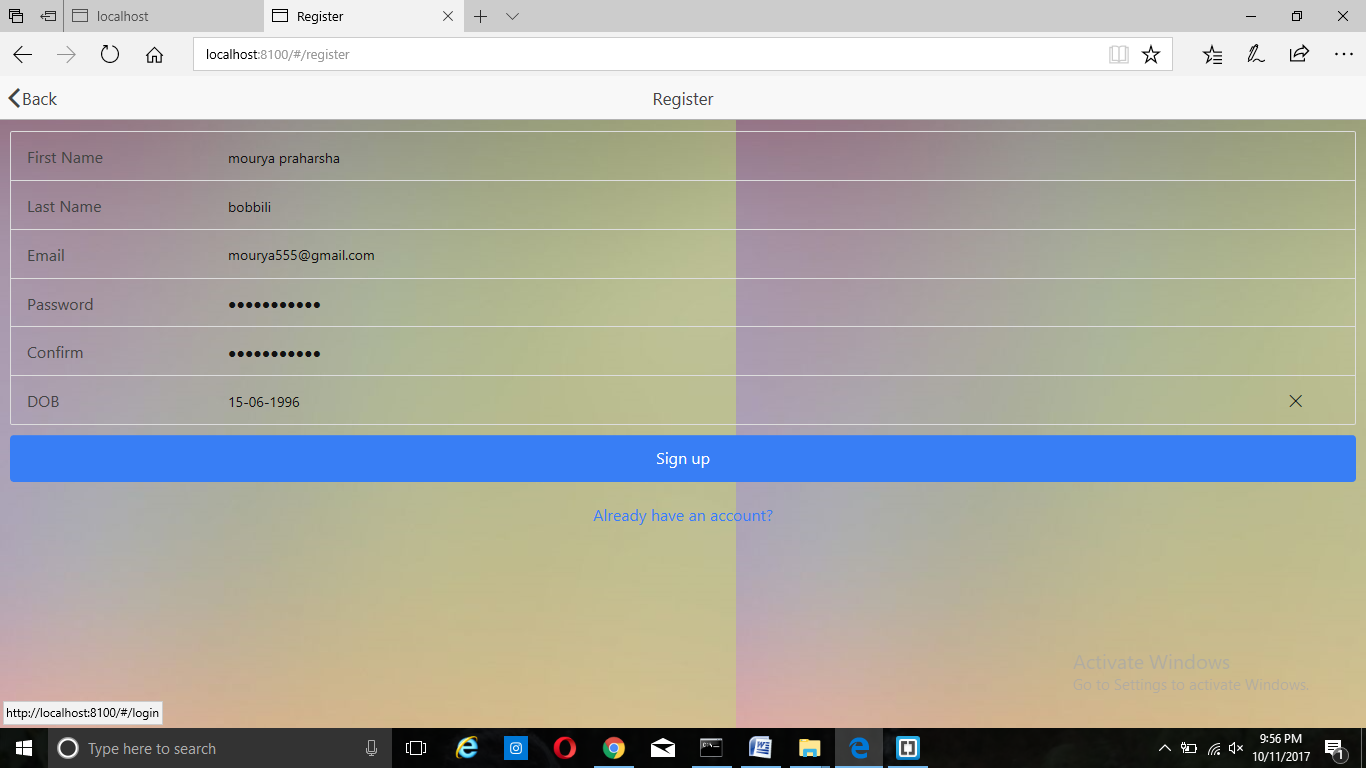 localhost
Register
localhost:8100/#/register
Back
Register
First Name mourya praharsha
Last Name bobbili
Email mourya555@gmail.com
Password •••••••••••
Confirm •••••••••••
DOB 15-06-1996
Sign up
Already have an account?
Activate Windows
Go to Settings to activate Windows.
http://localhost:8100/#/login
Type here to search
9:56 PM
10/11/2017
1